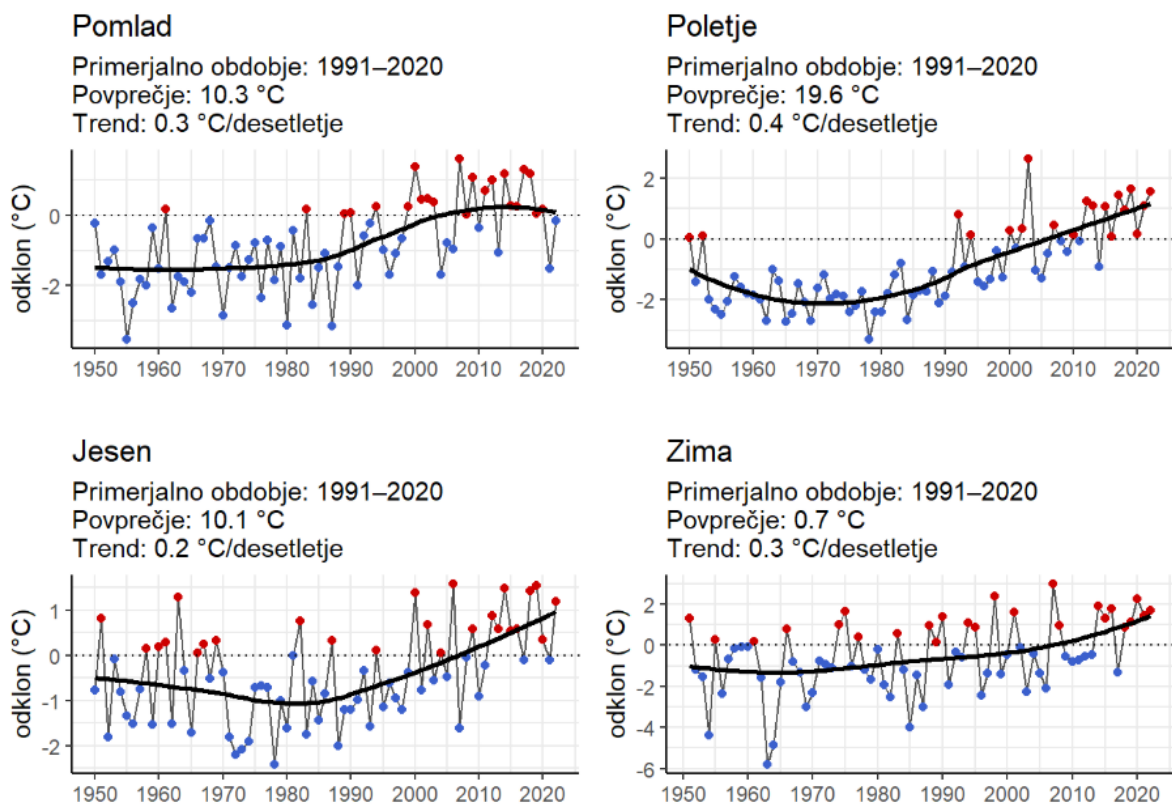 Pomlad
Primerjalno obdobje: 1991–2020
Povprečje: 10.3 °C
Trend: 0.3 °C/desetletje
odklon (°C)
0
-2
1950 1960 1970 1980 1990 2000 2010 2020
Poletje
Primerjalno obdobje: 1991–2020
Povprečje: 19.6 °C
Trend: 0.4 °C/desetletje
odklon (°C)
2
0
-2
1950 1960 1970 1980 1990 2000 2010 2020
Jesen
Primerjalno obdobje: 1991–2020
Povprečje: 10.1 °C
Trend: 0.2 °C/desetletje
odklon (°C)
1
0
-1
-2
1950 1960 1970 1980 1990 2000 2010 2020
Zima
Primerjalno obdobje: 1991–2020
Povprečje: 0.7 °C
Trend: 0.3 °C/desetletje
odklon (°C)
2
0
-2
-4
-6
1950 1960 1970 1980 1990 2000 2010 2020